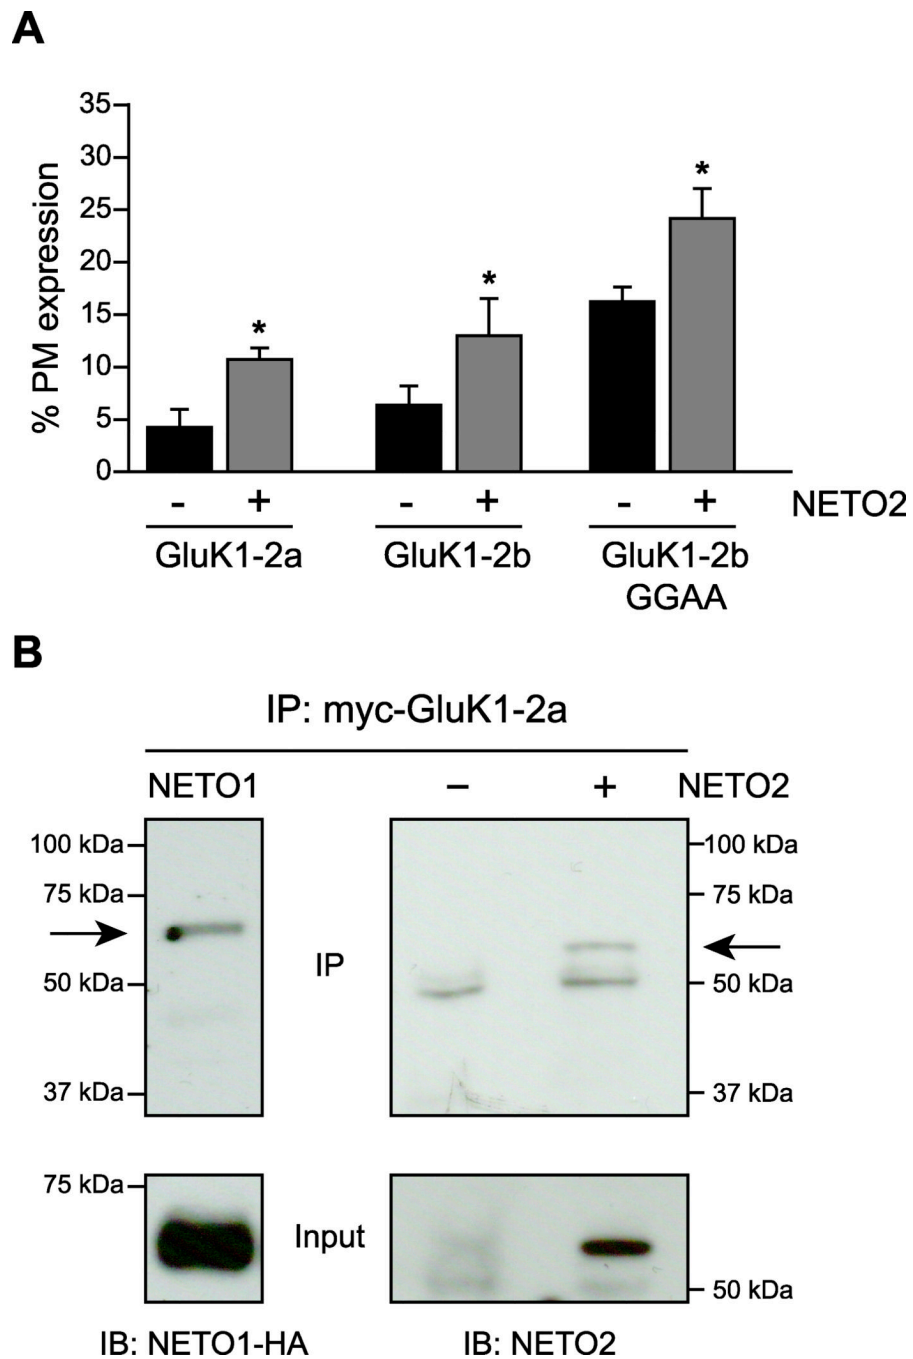 A
35
30
25
20
15
10
5
0
% PM expression
*
*
*
- + - + - + NETO2
GluK1-2a GluK1-2b GluK1-2b
GGAA
B
IP: myc-GluK1-2a
NETO1 – + NETO2
100 kDa 100 kDa
75 kDa 75 kDa
IP
50 kDa 50 kDa
37 kDa 37 kDa
75 kDa
Input
50 kDa
IB: NETO1-HA IB: NETO2